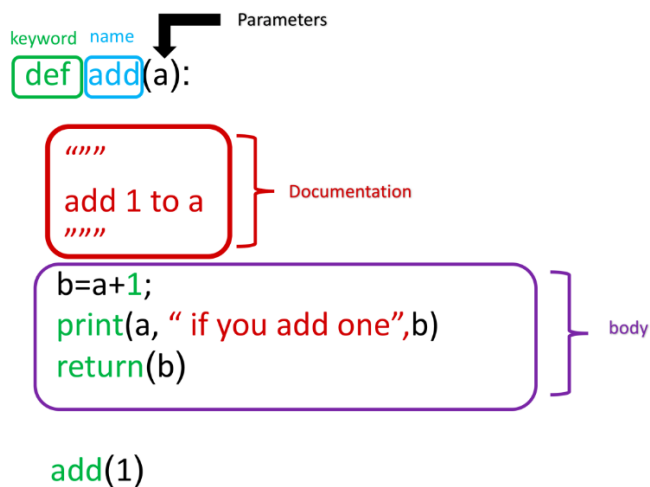 Parameters
keyword name
def add(a):
“””
add 1 to a
”””
Documentation
b=a+1;
print(a, “ if you add one”,b)
return(b)
body
add(1)